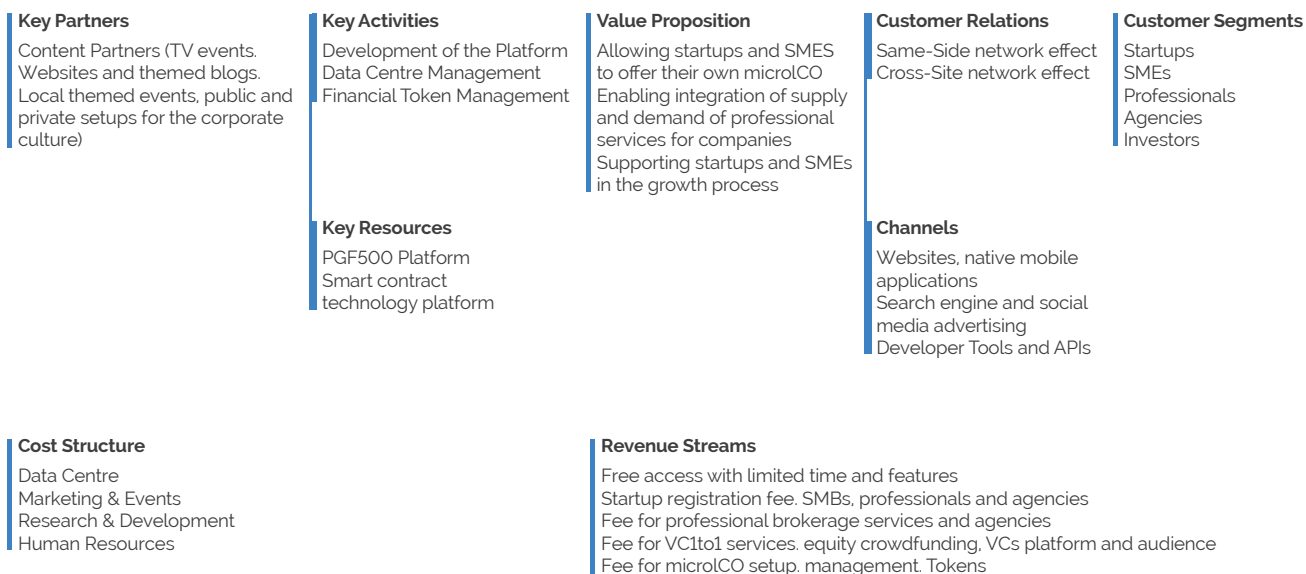 Key Partners
Content Partners (TV events.
Websites and themed blogs.
Local themed events, public and
private setups for the corporate
culture)
Key Activities
Development of the Platform
Data Centre Management
Financial Token Management
Key Resources
PGF500 Platform
Smart contract
technology platform
Value Proposition
Allowing startups and SMES
to offer their own microlCO
Enabling integration of supply
and demand of professional
services for companies
Supporting startups and SMEs
in the growth process
Customer Relations
Same-Side network effect
Cross-Site network effect
Channels
Websites, native mobile
applications
Search engine and social
media advertising
Developer Tools and APIs
Customer Segments
Startups
SMEs
Professionals
Agencies
Investors
Cost Structure
Data Centre
Marketing & Events
Research & Development
Human Resources
Revenue Streams
Free access with limited time and features
Startup registration fee. SMBs, professionals and agencies
Fee for professional brokerage services and agencies
Fee for VC1to1 services. equity crowdfunding, VCs platform and audience
Fee for microlCO setup. management. Tokens